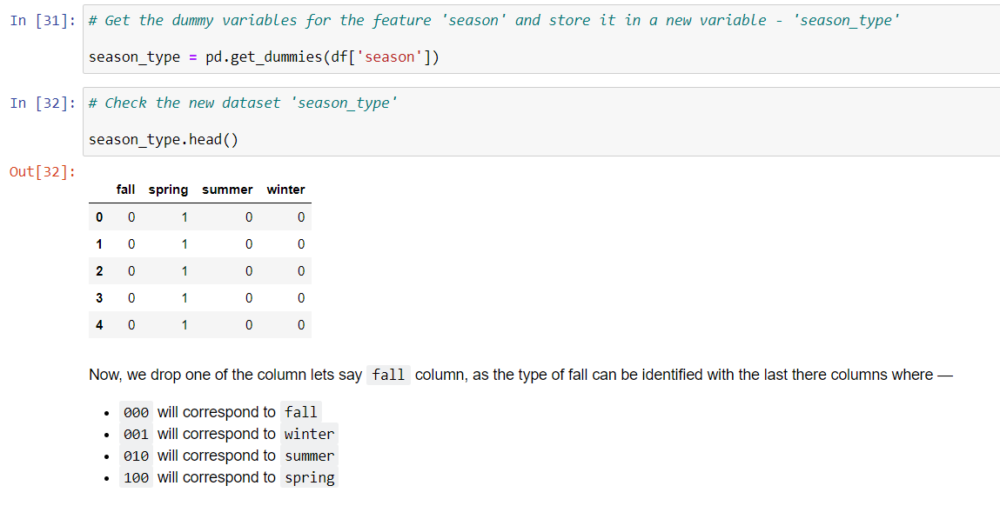 In [31]: # Get the dummy variables for the feature 'season' and store it in a new variable - 'season_type'
season_type = pd.get_dummies(df['season'])
In [32]: # Check the new dataset 'season_type'
season_type.head()
Out[32]:
fall spring summer winter
0 0 1 0 0
1 0 1 0 0
2 0 1 0 0
3 0 1 0 0
4 0 1 0 0
Now, we drop one of the column lets say fall column, as the type of fall can be identified with the last there columns where —
• 000 will correspond to fall
• 001 will correspond to winter
• 010 will correspond to summer
• 100 will correspond to spring